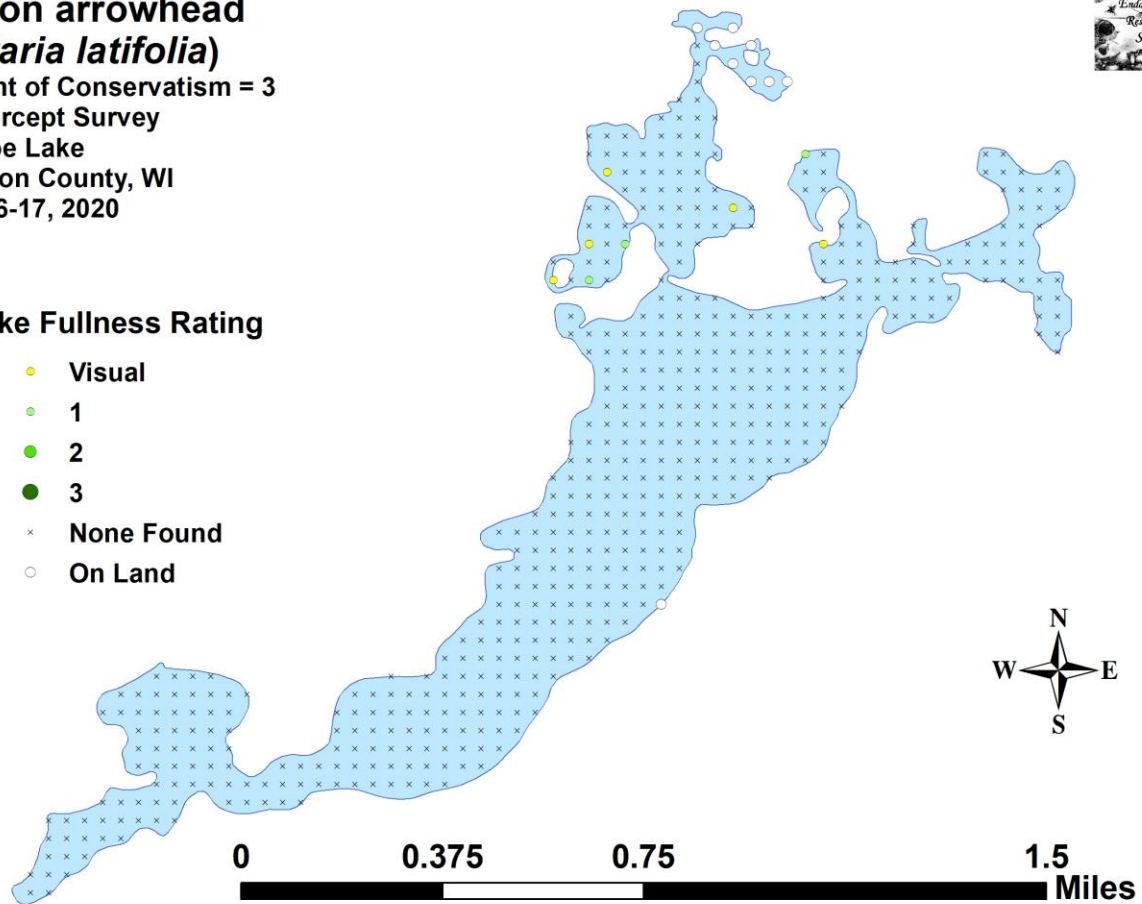 on arrowhead
aria latifolia)
nt of Conservatism = 3
rcept Survey
e Lake
on County, WI
6-17, 2020
ke Fullness Rating
Visual
1
2
3
None Found
On Land
N
W E
S
0 0.375 0.75 1.5
Miles